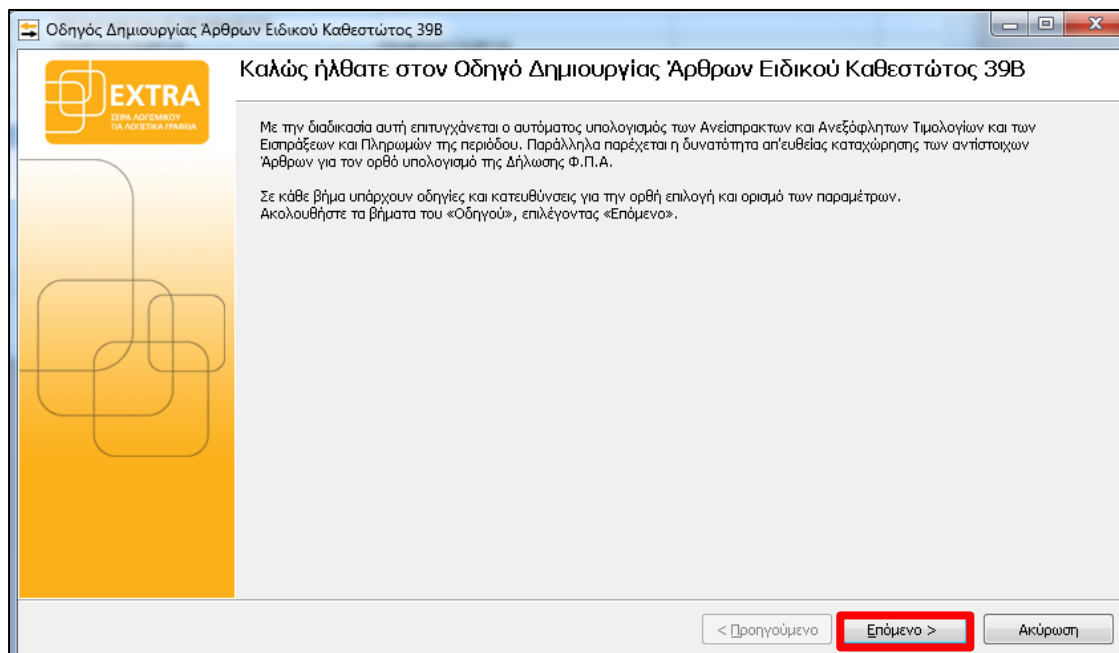 Οδηγός Δημιουργίας Άρθρων Ειδικού Καθεστώτος 39Β
EXTRA
ΣΕΙΡΑ ΛΟΓΙΣΜΙΚΟΥ
ΓΙΑ ΛΟΓΙΣΤΙΚΑ ΓΡΑΦΕΙΑ
Καλώς ήλθατε στον Οδηγό Δημιουργίας Άρθρων Ειδικού Καθεστώτος 39Β
Με την διαδικασία αυτή επιτυγχάνεται ο αυτόματος υπολογισμός των Ανείσπρακτων και Ανεξόφλητων Τιμολογίων και των
Εισπράξεων και Πληρωμών της περιόδου. Παράλληλα παρέχεται η δυνατότητα απ'ευθείας καταχώρησης των αντίστοιχων
Άρθρων για τον ορθό υπολογισμό της Δήλωσης Φ.Π.Α.
Σε κάθε βήμα υπάρχουν οδηγίες και κατευθύνσεις για την ορθή επιλογή και ορισμό των παραμέτρων.
Ακολουθήστε τα βήματα του «Οδηγού», επιλέγοντας «Επόμενο».
< Προηγούμενο
Επόμενο >
Ακύρωση